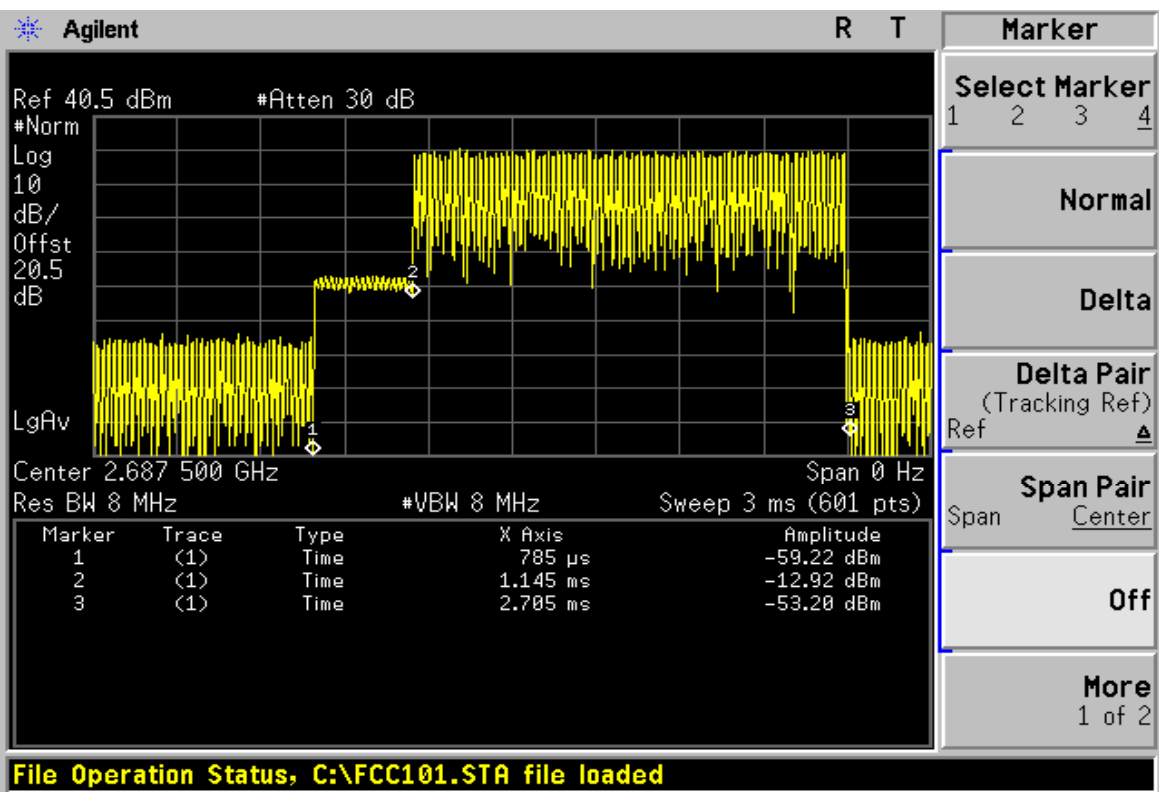 Agilent R T
Ref 40.5 dBm #Atten 30 dB
#Norm
Log
10
dB/
Offst
20.5
dB
LgAv
1
2
3
Center 2.687 500 GHz Span 0 Hz
Res BW 8 MHz #VBW 8 MHz Sweep 3 ms (601 pts)
Marker Trace Type X Axis Amplitude
1 (1) Time 785 µs -59.22 dBm
2 (1) Time 1.145 ms -12.92 dBm
3 (1) Time 2.705 ms -53.20 dBm
Marker
Select Marker
1 2 3 4
Normal
Delta
Delta Pair
(Tracking Ref)
Ref Δ
Span Pair
Span Center
Off
More
1 of 2
File Operation Status, C:\FCC101.STA file loaded